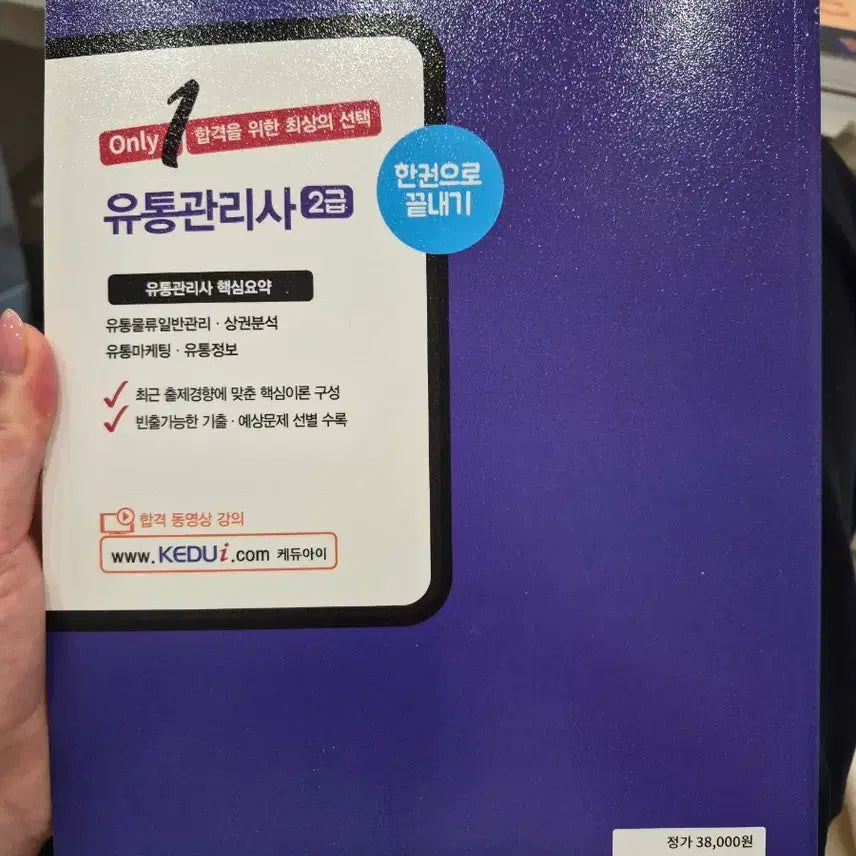 Only 1 합격을 위한 최상의 선택
유통관리사 2급
한권으로
끝내기
유통관리사 핵심요약
유통물류일반관리 · 상권분석
유통마케팅 · 유통정보
최근 출제경향에 맞춘 핵심이론 구성
빈출가능한 기출 · 예상문제 선별 수록
합격 동영상 강의
www.KEDUi.com 케듀아이
정가 38,000원